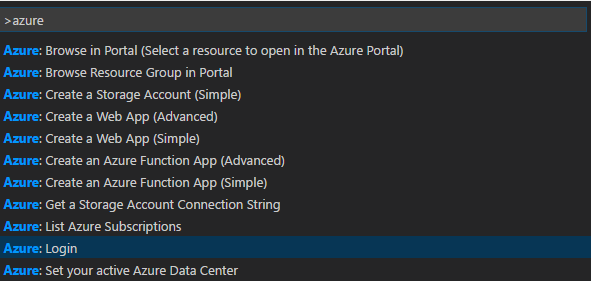 >azure
Azure: Browse in Portal (Select a resource to open in the Azure Portal)
Azure: Browse Resource Group in Portal
Azure: Create a Storage Account (Simple)
Azure: Create a Web App (Advanced)
Azure: Create a Web App (Simple)
Azure: Create an Azure Function App (Advanced)
Azure: Create an Azure Function App (Simple)
Azure: Get a Storage Account Connection String
Azure: List Azure Subscriptions
Azure: Login
Azure: Set your active Azure Data Center